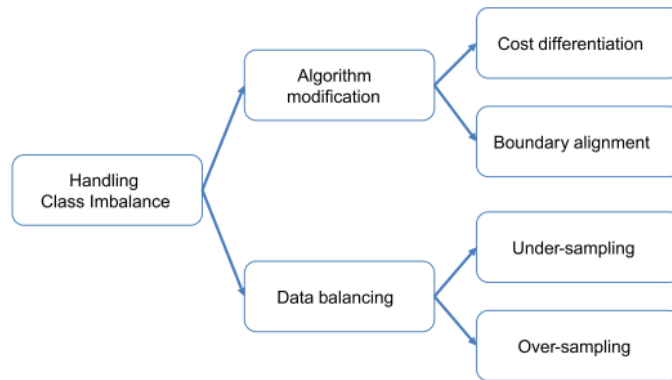 Cost differentiation
Algorithm
modification
Boundary alignment
Handling
Class Imbalance
Under-sampling
Data balancing
Over-sampling